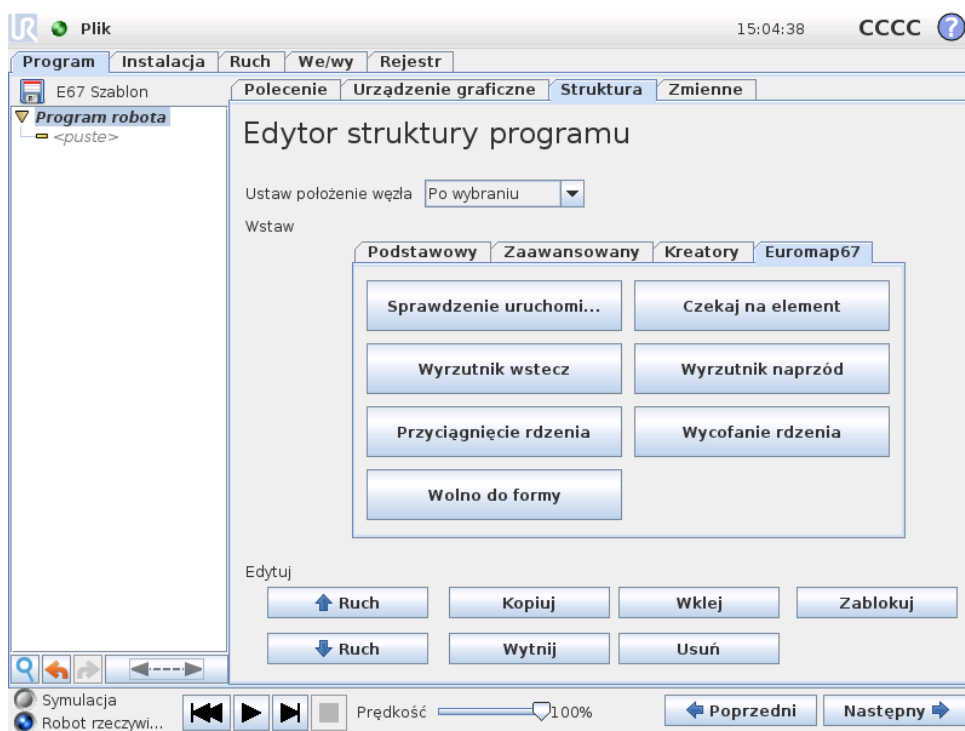 Plik 15:04:38 CCCC ?
Program Instalacja Ruch We/wy Rejestr
E67 Szablon
Program robota
<puste>
Polecenie Urządzenie graficzne Struktura Zmienne
Edytor struktury programu
Ustaw położenie węzła Po wybraniu
Wstaw
Podstawowy Zaawansowany Kreatory Euromap67
Sprawdzenie uruchomi... Czekaj na element
Wyrzutnik wstecz Wyrzutnik naprzód
Przyciągnięcie rdzenia Wycofanie rdzenia
Wolno do formy
Edytuj
Ruch Kopiuj Wklej Zablokuj
Ruch Wytnij Usuń
Symulacja
Robot rzeczywi...
Prędkość 100% Poprzedni Następny